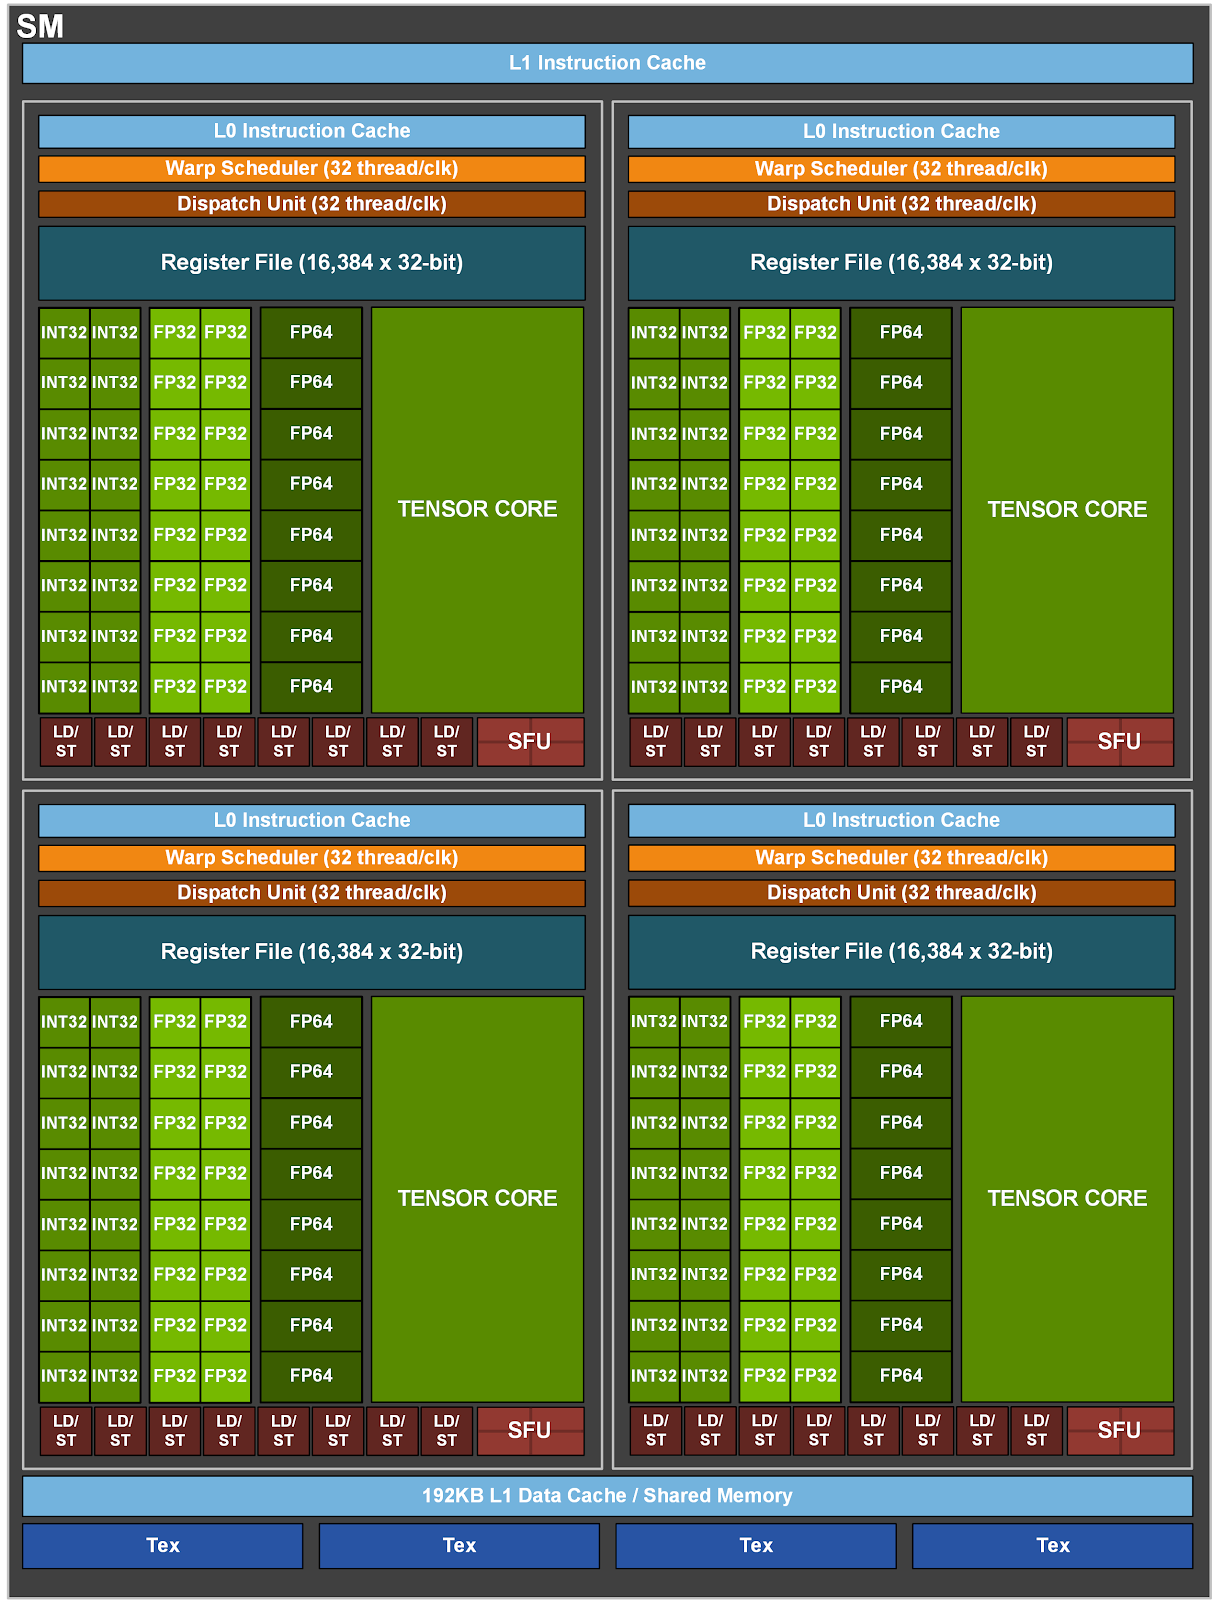 SM
L1 Instruction Cache
L0 Instruction Cache L0 Instruction Cache
Warp Scheduler (32 thread/clk) Warp Scheduler (32 thread/clk)
Dispatch Unit (32 thread/clk) Dispatch Unit (32 thread/clk)
Register File (16,384 x 32-bit) Register File (16,384 x 32-bit)
INT32 INT32 FP32 FP32 FP64 INT32 INT32 FP32 FP32 FP64
INT32 INT32 FP32 FP32 FP64 INT32 INT32 FP32 FP32 FP64
INT32 INT32 FP32 FP32 FP64 INT32 INT32 FP32 FP32 FP64
INT32 INT32 FP32 FP32 FP64 INT32 INT32 FP32 FP32 FP64
TENSOR CORE TENSOR CORE
INT32 INT32 FP32 FP32 FP64 INT32 INT32 FP32 FP32 FP64
INT32 INT32 FP32 FP32 FP64 INT32 INT32 FP32 FP32 FP64
INT32 INT32 FP32 FP32 FP64 INT32 INT32 FP32 FP32 FP64
INT32 INT32 FP32 FP32 FP64 INT32 INT32 FP32 FP32 FP64
LD/ LD/ LD/ LD/ LD/ LD/ LD/ LD/ SFU LD/ LD/ LD/ LD/ LD/ LD/ LD/ LD/ SFU
ST ST ST ST ST ST ST ST ST ST ST ST ST ST ST ST
L0 Instruction Cache L0 Instruction Cache
Warp Scheduler (32 thread/clk) Warp Scheduler (32 thread/clk)
Dispatch Unit (32 thread/clk) Dispatch Unit (32 thread/clk)
Register File (16,384 x 32-bit) Register File (16,384 x 32-bit)
INT32 INT32 FP32 FP32 FP64 INT32 INT32 FP32 FP32 FP64
INT32 INT32 FP32 FP32 FP64 INT32 INT32 FP32 FP32 FP64
INT32 INT32 FP32 FP32 FP64 INT32 INT32 FP32 FP32 FP64
INT32 INT32 FP32 FP32 FP64 INT32 INT32 FP32 FP32 FP64
TENSOR CORE TENSOR CORE
INT32 INT32 FP32 FP32 FP64 INT32 INT32 FP32 FP32 FP64
INT32 INT32 FP32 FP32 FP64 INT32 INT32 FP32 FP32 FP64
INT32 INT32 FP32 FP32 FP64 INT32 INT32 FP32 FP32 FP64
INT32 INT32 FP32 FP32 FP64 INT32 INT32 FP32 FP32 FP64
LD/ LD/ LD/ LD/ LD/ LD/ LD/ LD/ SFU LD/ LD/ LD/ LD/ LD/ LD/ LD/ LD/ SFU
ST ST ST ST ST ST ST ST ST ST ST ST ST ST ST ST
192KB L1 Data Cache / Shared Memory
Tex Tex Tex Tex